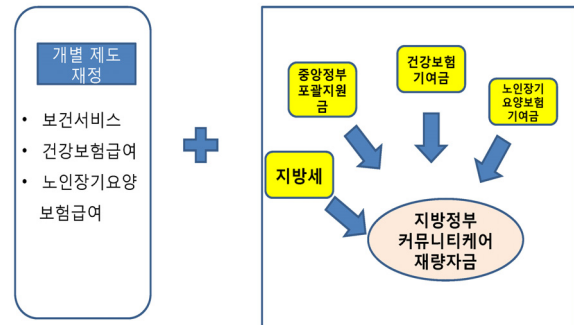 개별 제도
재정
• 보건서비스
• 건강보험급여
• 노인장기요양
보험급여
중앙정부
포괄지원
금
건강보험
기여금
노인장기
요양보험
기여금
지방세
지방정부
커뮤니티케어
재량자금